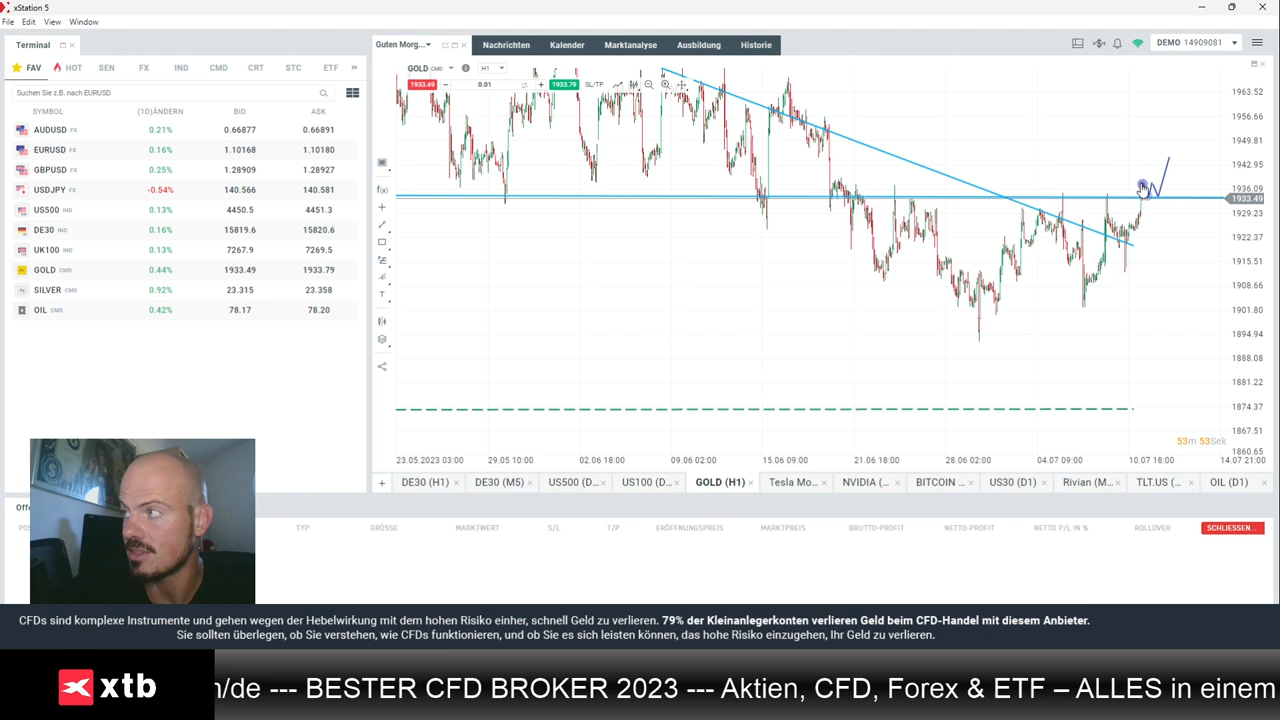 xStation 5
File Edit View Window
Terminal
Guten Morg...
Nachrichten Kalender Marktanalyse Ausbildung Historie
DEMO 14909081
FAV HOT SEN FX IND CMD CRT STC ETF
GOLD CMD H1
1933.49 0.01 1933.79 SL/TP
Suchen Sie z.B. nach EURUSD
SYMBOL (1D)ÄNDERN BID ASK
AUDUSD FX 0.21% 0.66877 0.66891
EURUSD FX 0.16% 1.10168 1.10180
GBPUSD FX 0.25% 1.28909 1.28927
USDJPY FX -0.54% 140.566 140.581
US500 IND 0.13% 4450.5 4451.3
DE30 IND 0.16% 15819.6 15820.6
UK100 IND 0.13% 7267.9 7269.5
GOLD CMD 0.44% 1933.49 1933.79
SILVER CMD 0.92% 23.315 23.358
OIL CMD 0.42% 78.17 78.20
f(x)
T
1963.52
1956.66
1949.81
1942.95
1936.09
1933.49
1929.23
1922.37
1915.51
1908.66
1901.80
1894.94
1888.08
1881.22
1874.37
1867.51
1860.65
53m 53Sek
23.05.2023 03:00 29.05 10:00 02.06 18:00 09.06 02:00 15.06 09:00 21.06 18:00 28.06 02:00 04.07 09:00 10.07 18:00 14.07 21:00
DE30 (H1) DE30 (M5) US500 (D... US100 (D... GOLD (H1) Tesla Mo... NVIDIA (... BITCOIN ... US30 (D1) Rivian (M... TLT.US (... OIL (D1)
TYP GRÖSSE MARKTWERT S/L T/P ERÖFFNUNGSPREIS MARKTPREIS BRUTTO-PROFIT NETTO-PROFIT NETTO P/L IN % ROLLOVER SCHLIESSEN...
CFDs sind komplexe Instrumente und gehen wegen der Hebelwirkung mit dem hohen Risiko einher, schnell Geld zu verlieren. 79% der Kleinanlegerkonten verlieren Geld beim CFD-Handel mit diesem Anbieter.
Sie sollten überlegen, ob Sie verstehen, wie CFDs funktionieren, und ob Sie es sich leisten können, das hohe Risiko einzugehen, Ihr Geld zu verlieren.
xtb
/de --- BESTER CFD BROKER 2023 --- Aktien, CFD, Forex & ETF – ALLES in einem